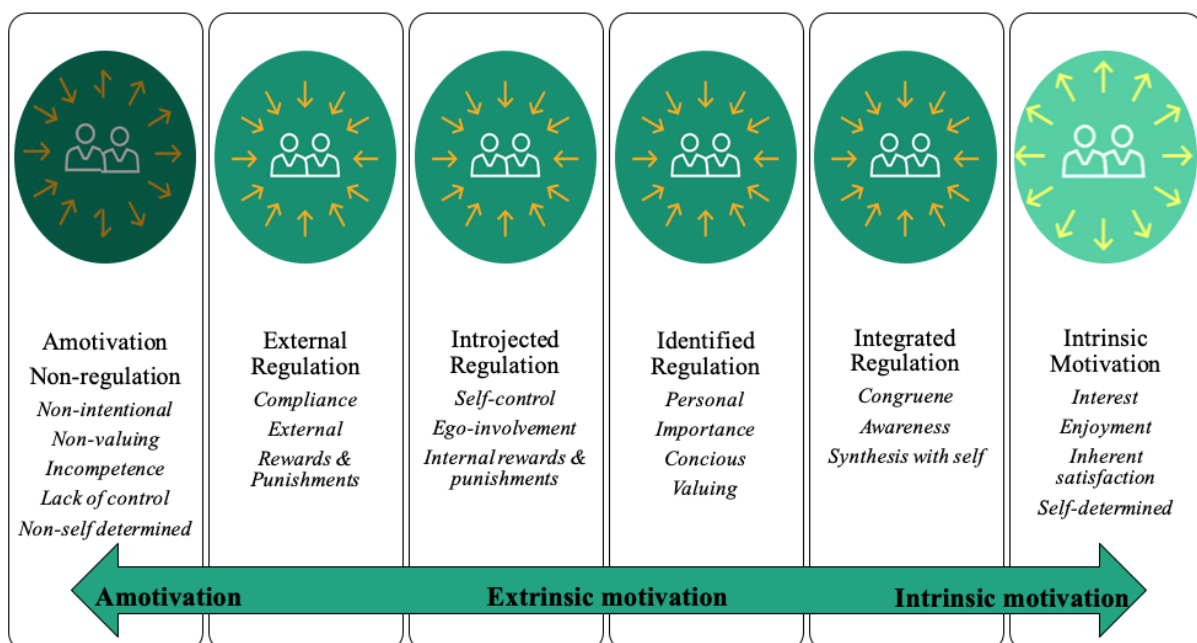 Amotivation
Non-regulation
Non-intentional
Non-valuing
Incompetence
Lack of control
Non-self determined
External
Regulation
Compliance
External
Rewards &
Punishments
Introjected
Regulation
Self-control
Ego-involvement
Internal rewards &
punishments
Identified
Regulation
Personal
Importance
Concious
Valuing
Integrated
Regulation
Congruene
Awareness
Synthesis with self
Intrinsic
Motivation
Interest
Enjoyment
Inherent
satisfaction
Self-determined
Amotivation
Extrinsic motivation
Intrinsic motivation